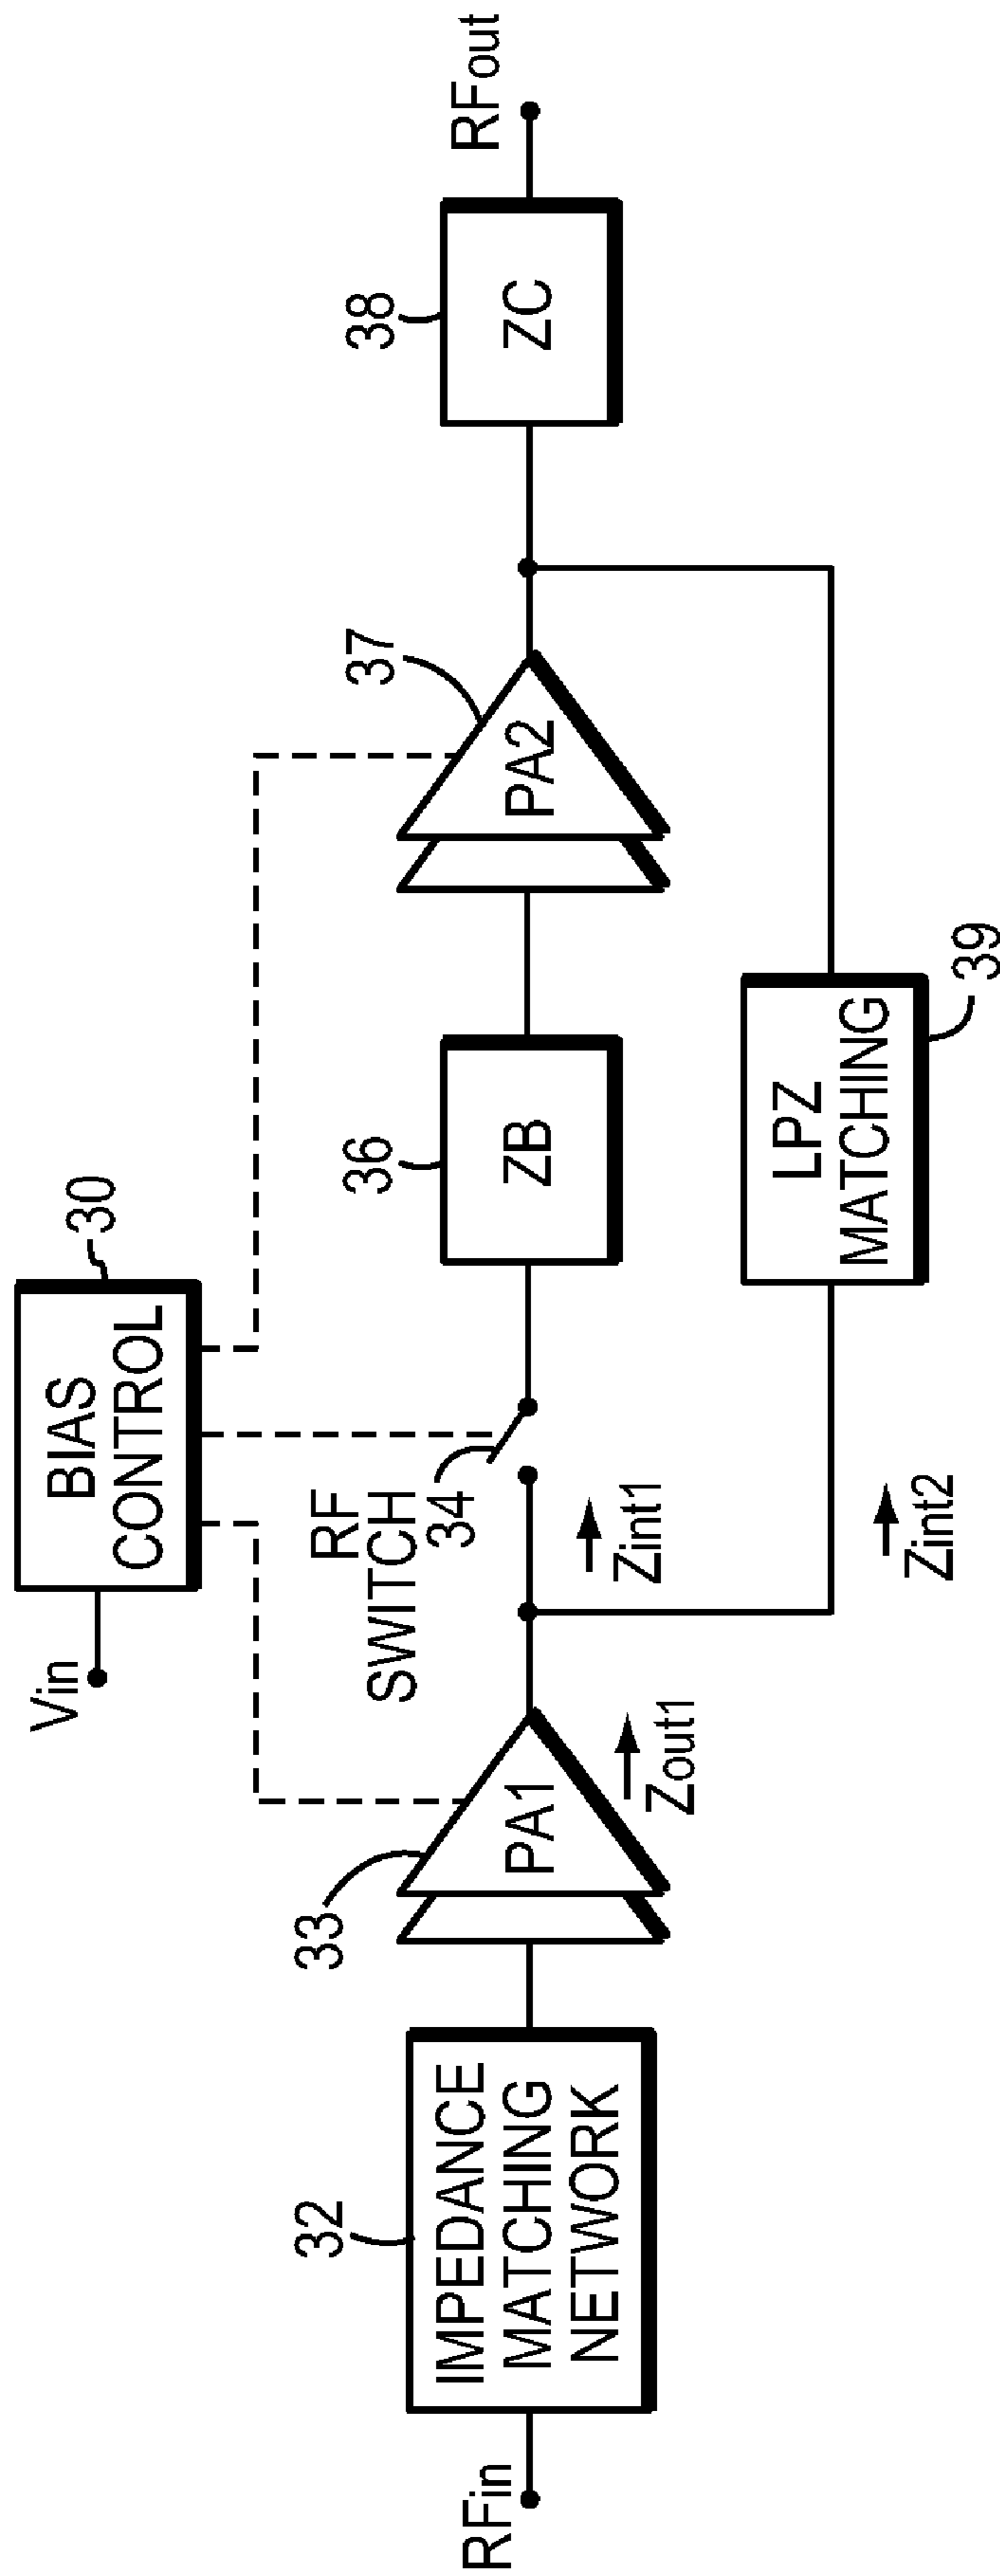 Vin
BIAS
CONTROL
30
RF
SWITCH
34
RFin
32
IMPEDANCE
MATCHING
NETWORK
33
PA1
Zout1
Zint1
Zint2
36
ZB
37
PA2
38
ZC
RFout
LPZ
MATCHING
39